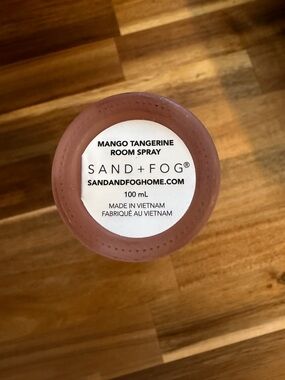 MANGO TANGERINE
ROOM SPRAY
SAND + FOG®
SANDANDFOGHOME.COM
100 mL
MADE IN VIETNAM
FABRIQUÉ AU VIETNAM